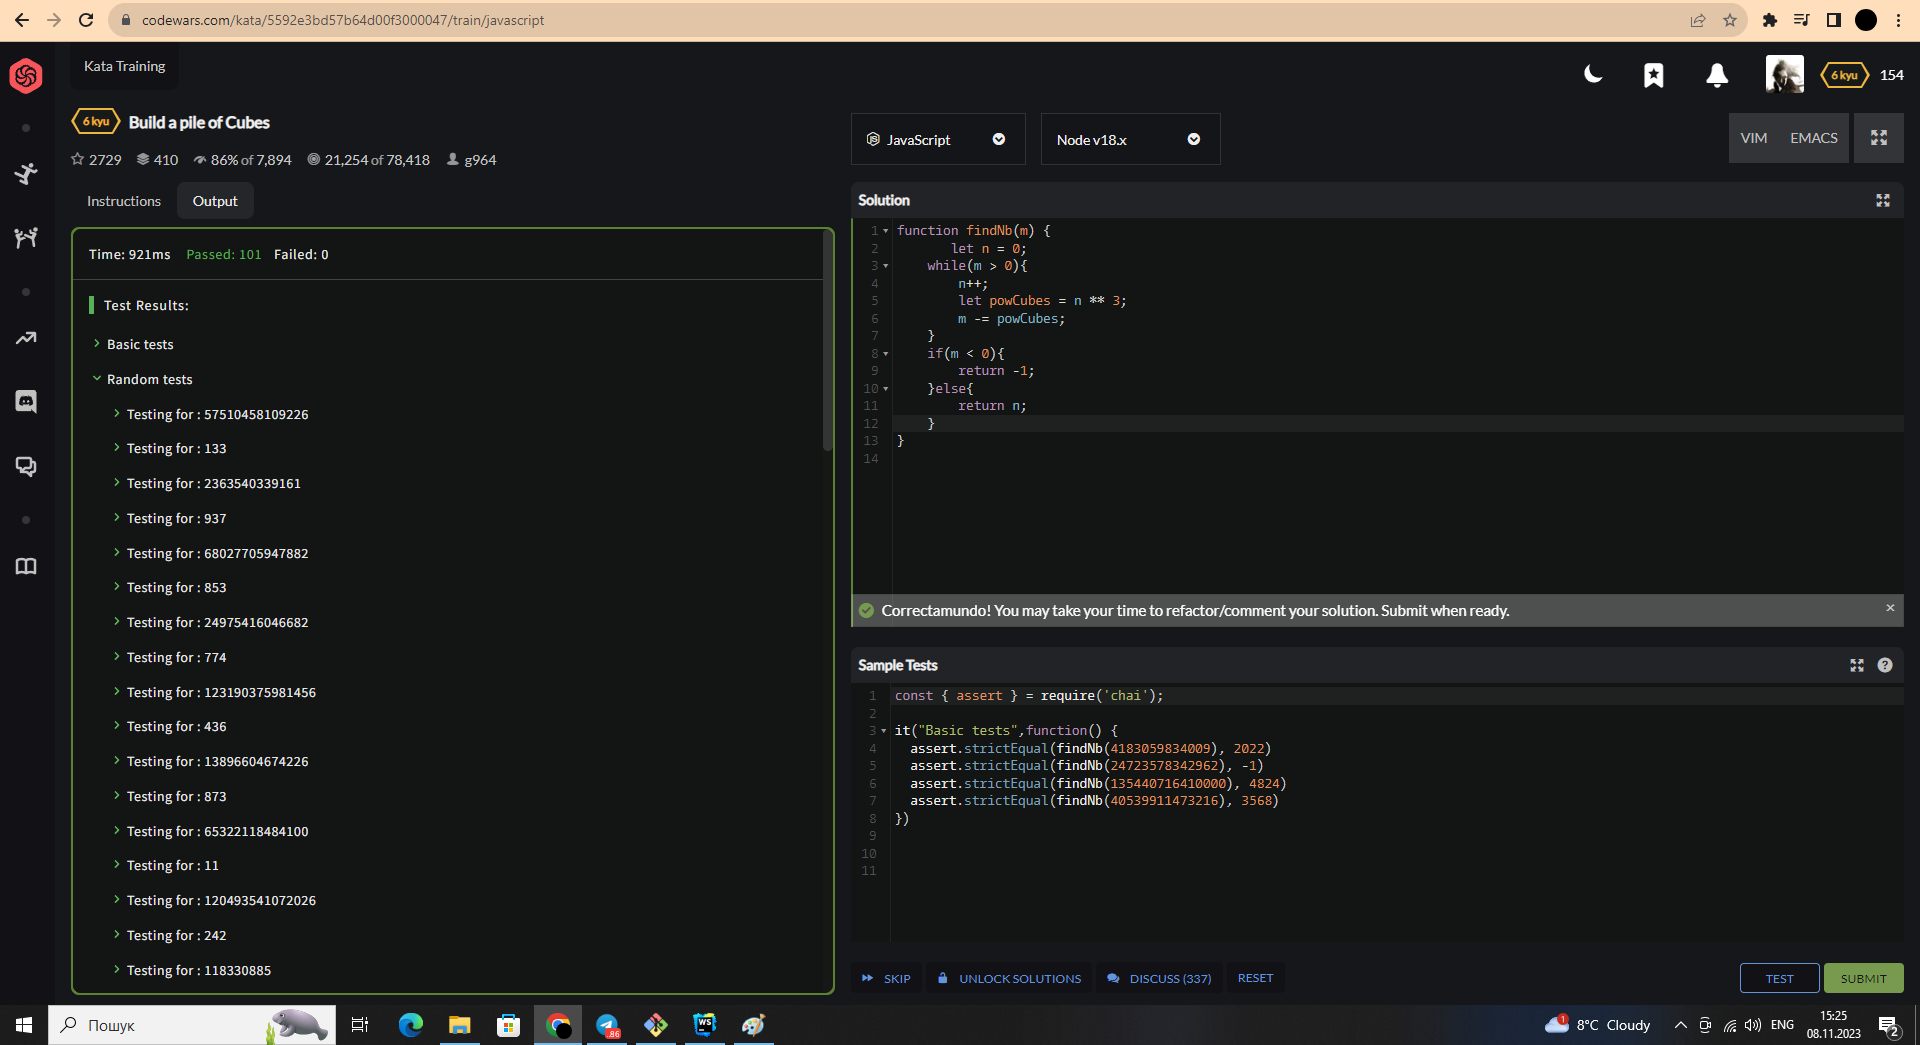 codewars.com/kata/5592e3bd57b64d00f3000047/train/javascript
Kata Training
6 kyu
154
6 kyu Build a pile of Cubes
2729 410 86% of 7,894 21,254 of 78,418 g964
Instructions Output
Time: 921ms Passed: 101 Failed: 0
Test Results:
Basic tests
Random tests
Testing for : 57510458109226
Testing for : 133
Testing for : 2363540339161
Testing for : 937
Testing for : 68027705947882
Testing for : 853
Testing for : 24975416046682
Testing for : 774
Testing for : 123190375981456
Testing for : 436
Testing for : 13896604674226
Testing for : 873
Testing for : 65322118484100
Testing for : 11
Testing for : 120493541072026
Testing for : 242
Testing for : 118330885
JavaScript
Node v18.x
VIM EMACS
Solution
1 function findNb(m) {
2 let n = 0;
3 while(m > 0){
4 n++;
5 let powCubes = n ** 3;
6 m -= powCubes;
7 }
8 if(m < 0){
9 return -1;
10 }else{
11 return n;
12 }
13 }
14
Correctamundo! You may take your time to refactor/comment your solution. Submit when ready.
×
Sample Tests
?
1 const { assert } = require('chai');
2
3 it("Basic tests",function() {
4 assert.strictEqual(findNb(4183059834009), 2022)
5 assert.strictEqual(findNb(24723578342962), -1)
6 assert.strictEqual(findNb(135440716410000), 4824)
7 assert.strictEqual(findNb(40539911473216), 3568)
8 })
9
10
11
SKIP UNLOCK SOLUTIONS DISCUSS (337) RESET
TEST SUBMIT
Пошук
86
WS
1
8°C Cloudy
ENG
15:25
08.11.2023
2